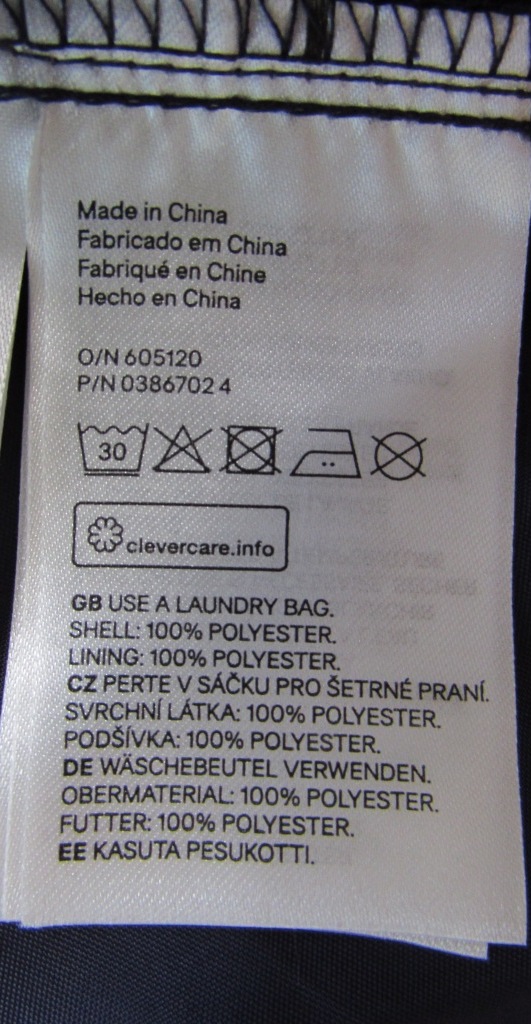 Made in China
Fabricado em China
Fabriqué en Chine
Hecho en China
O/N 605120
P/N 0386702 4
30
clevercare.info
GB USE A LAUNDRY BAG.
SHELL: 100% POLYESTER.
LINING: 100% POLYESTER.
CZ PERTE V SÁČKU PRO ŠETRNÉ PRANÍ.
SVRCHNÍ LÁTKA: 100% POLYESTER.
PODŠÍVKA: 100% POLYESTER.
DE WÄSCHEBEUTEL VERWENDEN.
OBERMATERIAL: 100% POLYESTER.
FUTTER: 100% POLYESTER.
EE KASUTA PESUKOTTI.